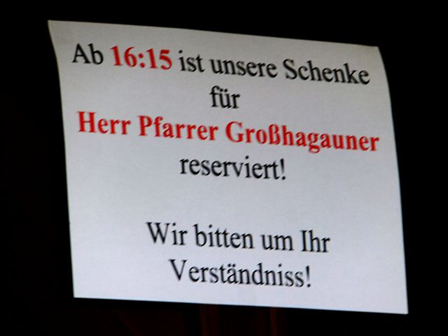 Ab 16:15 ist unsere Schenke
für
Herr Pfarrer Großhagauner
reserviert!
Wir bitten um Ihr
Verständniss!